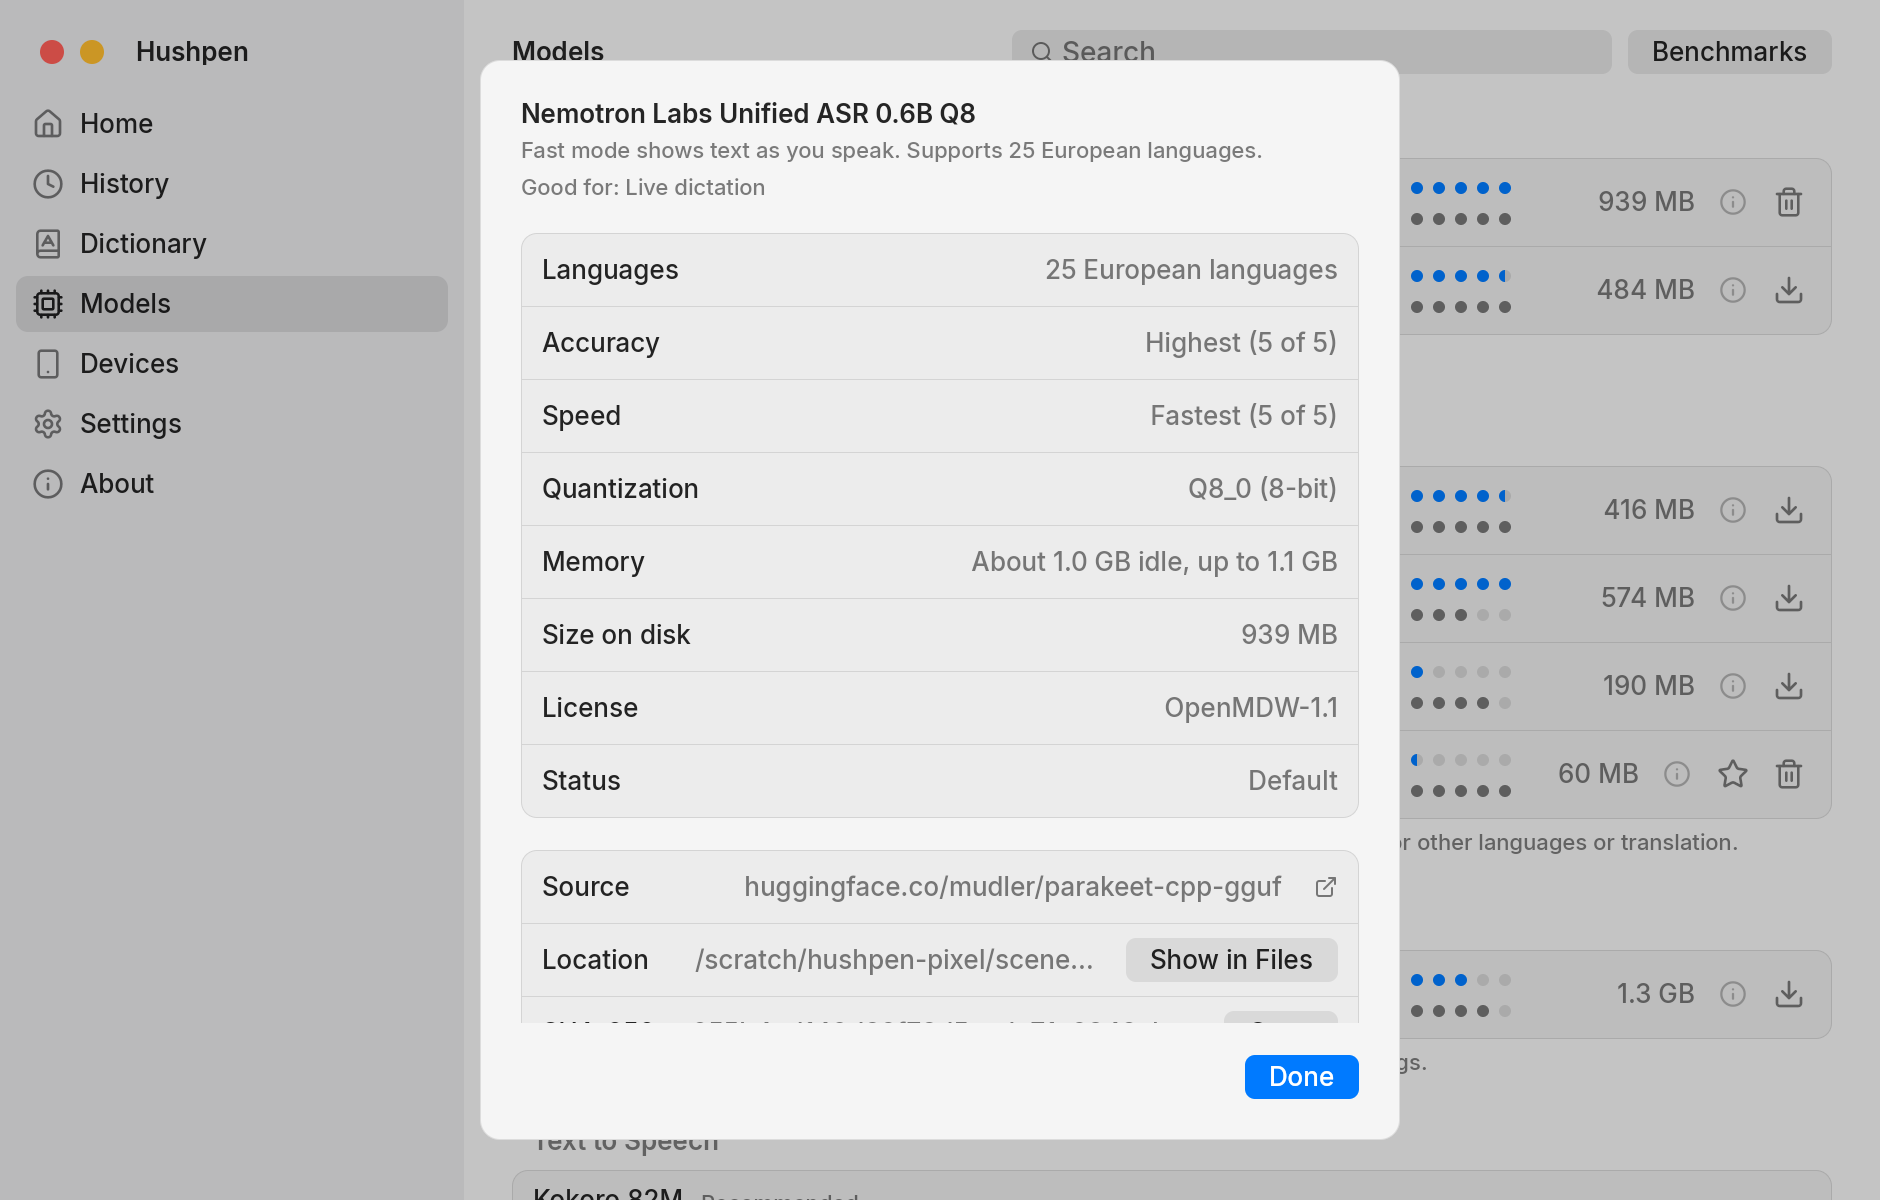 Hushpen
Home
History
Dictionary
Models
Devices
Settings
About
Models
Search
Benchmarks
939 MB
484 MB
416 MB
574 MB
190 MB
60 MB
r other languages or translation.
1.3 GB
gs.
Text to Speech
Kokoro 82M Recommended
Nemotron Labs Unified ASR 0.6B Q8
Fast mode shows text as you speak. Supports 25 European languages.
Good for: Live dictation
Languages 25 European languages
Accuracy Highest (5 of 5)
Speed Fastest (5 of 5)
Quantization Q8_0 (8-bit)
Memory About 1.0 GB idle, up to 1.1 GB
Size on disk 939 MB
License OpenMDW-1.1
Status Default
Source huggingface.co/mudler/parakeet-cpp-gguf
Location /scratch/hushpen-pixel/scene... Show in Files
Done